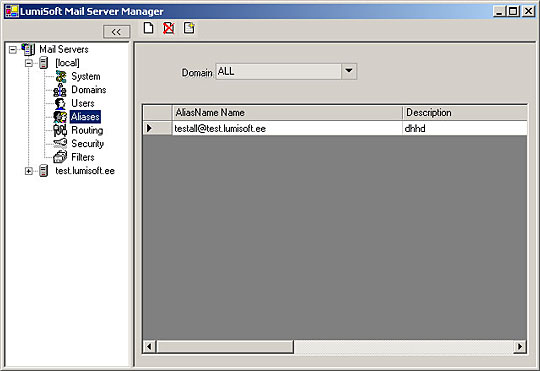 LumiSoft Mail Server Manager
<<
Mail Servers
[local]
System
Domains
Users
Aliases
Routing
Security
Filters
test.lumisoft.ee
Domain ALL
AliasName Name Description
testall@test.lumisoft.ee dhhd